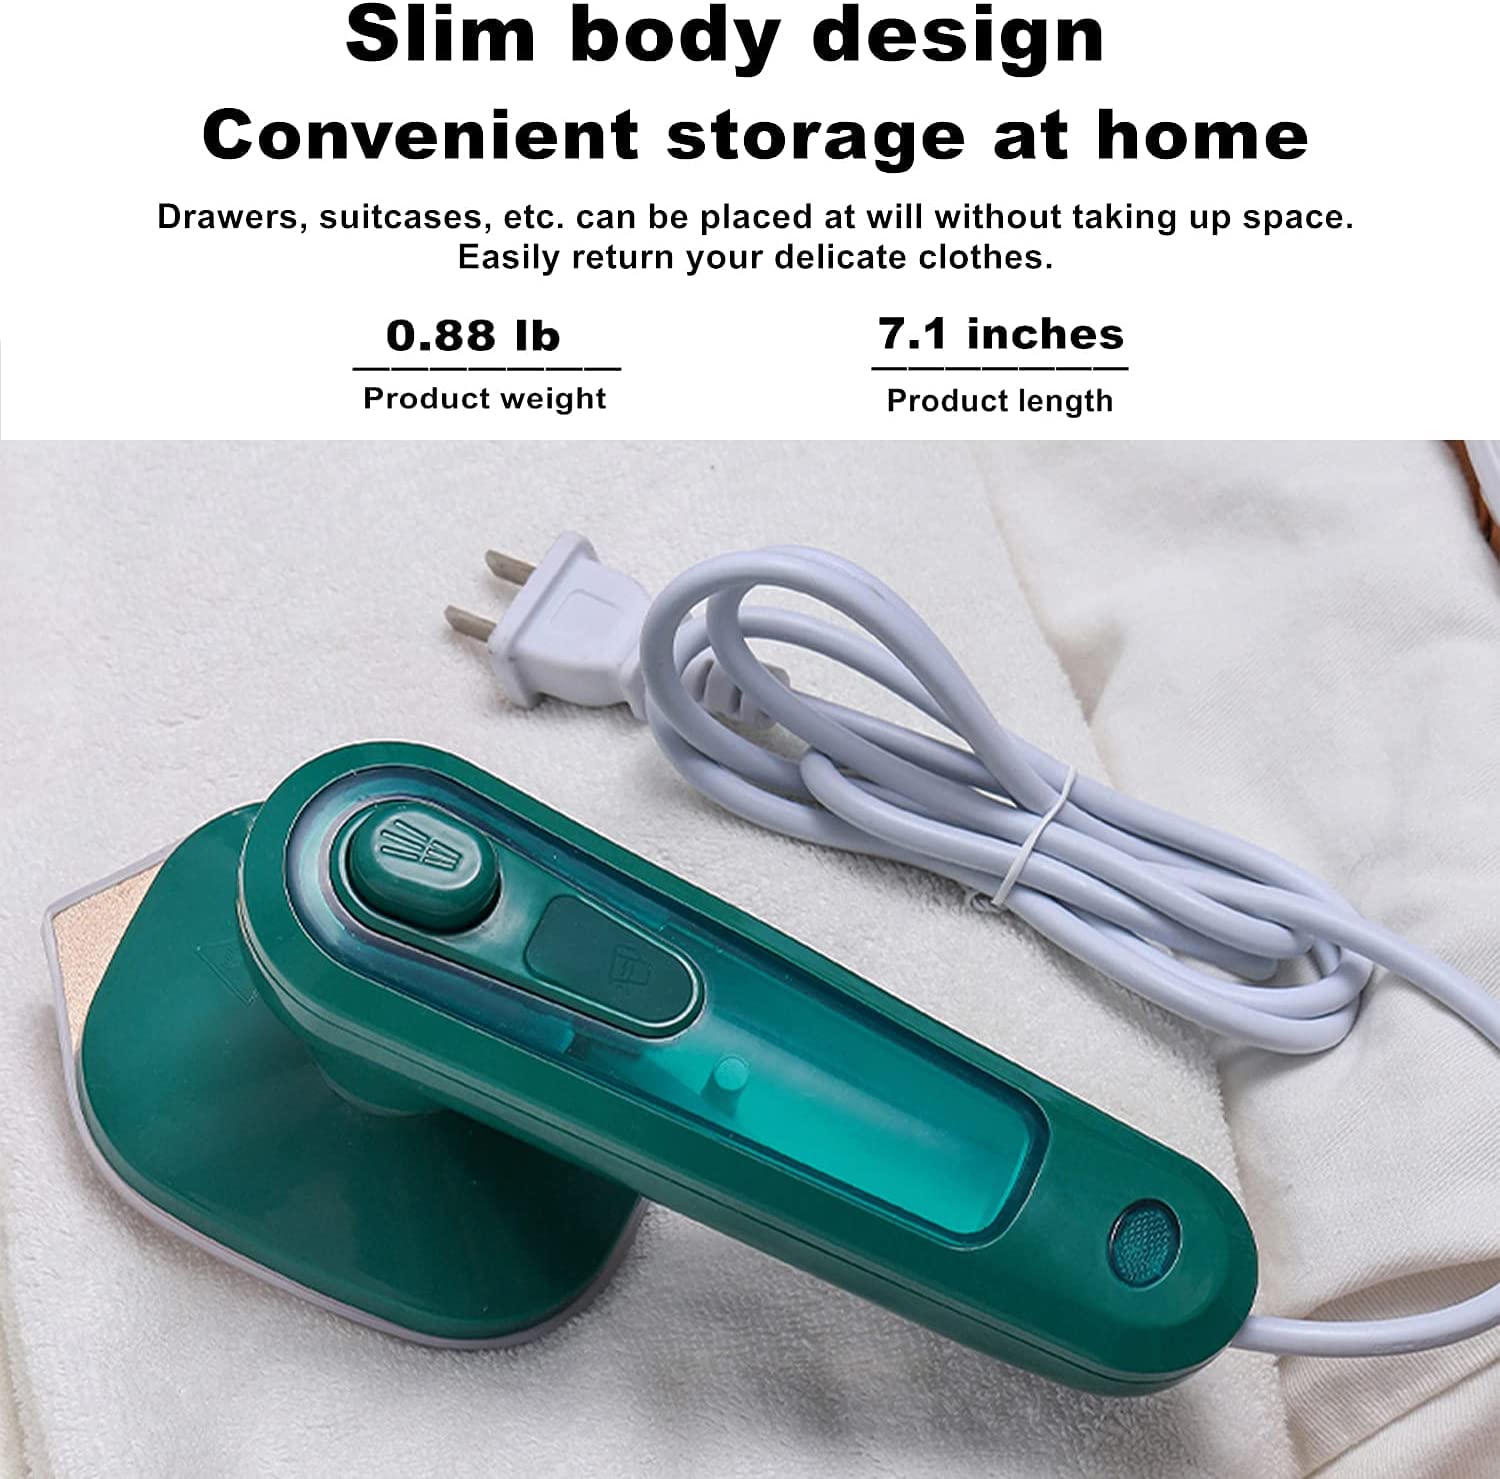 Slim body design
Convenient storage at home
Drawers, suitcases, etc. can be placed at will without taking up space.
Easily return your delicate clothes.
0.88 lb
7.1 inches
Product weight
Product length